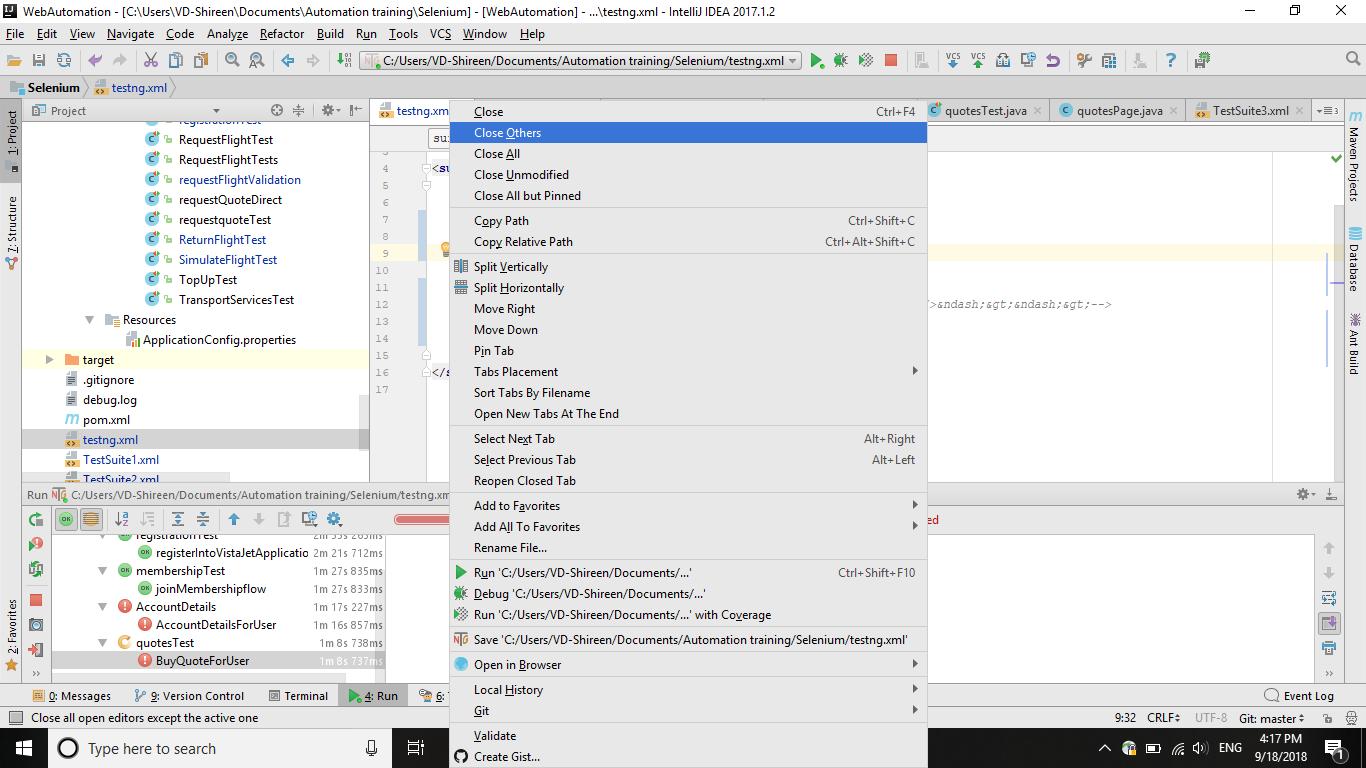 WebAutomation - [C:\Users\VD-Shireen\Documents\Automation training\Selenium] - [WebAutomation] - ...\testng.xml - IntelliJ IDEA 2017.1.2
File Edit View Navigate Code Analyze Refactor Build Run Tools VCS Window Help
C:/Users/VD-Shireen/Documents/Automation training/Selenium/testng.xml
Selenium testng.xml
1: Project
7: Structure
2: Favorites
Project
registrationTest
RequestFlightTest
RequestFlightTests
requestFlightValidation
requestQuoteDirect
requestquoteTest
ReturnFlightTest
SimulateFlightTest
TopUpTest
TransportServicesTest
Resources
ApplicationConfig.properties
target
.gitignore
debug.log
pom.xml
testng.xml
TestSuite1.xml
TestSuite2.xml
testng.xm quotesTest.java quotesPage.java TestSuite3.xml
3
4 <su
5
6
7
8
9
10
11
12 >&ndash;&gt;&ndash;&gt;-->
13
14
15
16 </s
17
Close Ctrl+F4
Close Others
Close All
Close Unmodified
Close All but Pinned
Copy Path Ctrl+Shift+C
Copy Relative Path Ctrl+Alt+Shift+C
Split Vertically
Split Horizontally
Move Right
Move Down
Pin Tab
Tabs Placement
Sort Tabs By Filename
Open New Tabs At The End
Select Next Tab Alt+Right
Select Previous Tab Alt+Left
Reopen Closed Tab
Add to Favorites
Add All To Favorites
Rename File...
Run 'C:/Users/VD-Shireen/Documents/...' Ctrl+Shift+F10
Debug 'C:/Users/VD-Shireen/Documents/...'
Run 'C:/Users/VD-Shireen/Documents/...' with Coverage
Save 'C:/Users/VD-Shireen/Documents/Automation training/Selenium/testng.xml'
Open in Browser
Local History
Git
Validate
Create Gist...
Maven Projects
Database
Ant Build
Run C:/Users/VD-Shireen/Documents/Automation training/Selenium/testng.xm
ed
registrationTest 2m 35s 263ms
registerIntoVistaJetApplicatio 2m 21s 712ms
membershipTest 1m 27s 835ms
joinMembershipflow 1m 27s 833ms
AccountDetails 1m 17s 227ms
AccountDetailsForUser 1m 16s 857ms
quotesTest 1m 8s 738ms
BuyQuoteForUser 1m 8s 737ms
0: Messages 9: Version Control Terminal 4: Run 6: Event Log
Close all open editors except the active one 9:32 CRLF UTF-8 Git: master
Type here to search ENG 4:17 PM
9/18/2018 1